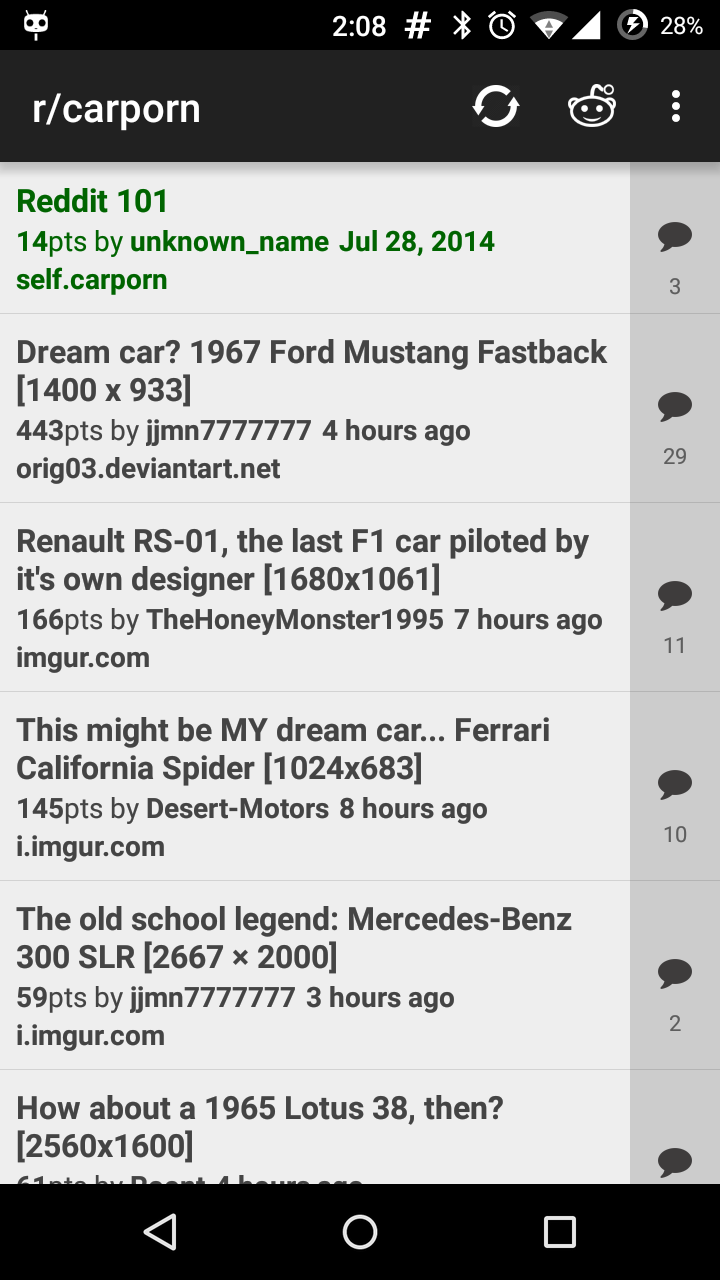 2:08 # 28%
r/carporn
Reddit 101
14pts by unknown_name Jul 28, 2014
self.carporn
3
Dream car? 1967 Ford Mustang Fastback
[1400 x 933]
443pts by jjmn7777777 4 hours ago
orig03.deviantart.net
29
Renault RS-01, the last F1 car piloted by
it's own designer [1680x1061]
166pts by TheHoneyMonster1995 7 hours ago
imgur.com
11
This might be MY dream car... Ferrari
California Spider [1024x683]
145pts by Desert-Motors 8 hours ago
i.imgur.com
10
The old school legend: Mercedes-Benz
300 SLR [2667 × 2000]
59pts by jjmn7777777 3 hours ago
i.imgur.com
2
How about a 1965 Lotus 38, then?
[2560x1600]
61pts by 4 hours ago